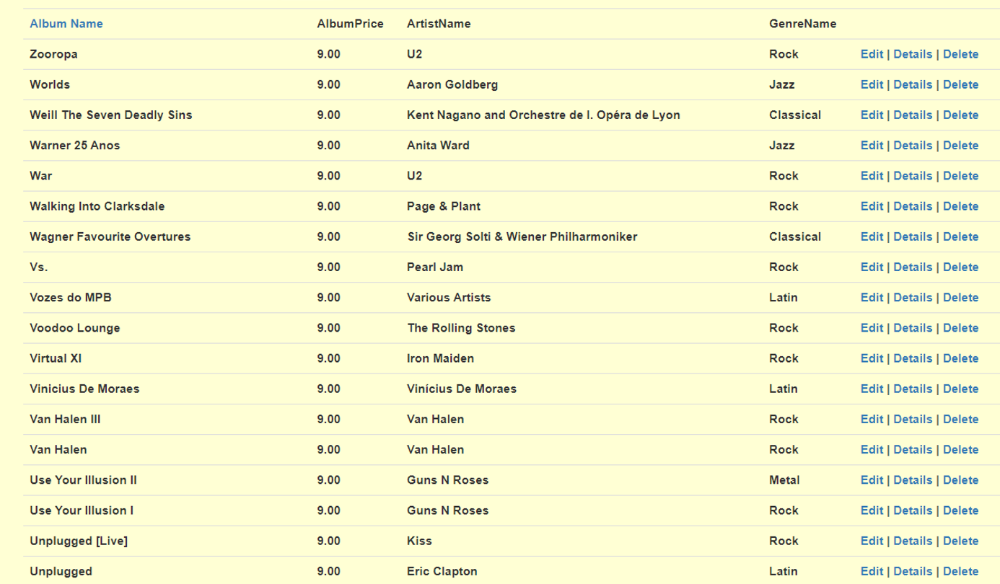 Album Name AlbumPrice ArtistName GenreName
Zooropa 9.00 U2 Rock Edit | Details | Delete
Worlds 9.00 Aaron Goldberg Jazz Edit | Details | Delete
Weill The Seven Deadly Sins 9.00 Kent Nagano and Orchestre de l. Opéra de Lyon Classical Edit | Details | Delete
Warner 25 Anos 9.00 Anita Ward Jazz Edit | Details | Delete
War 9.00 U2 Rock Edit | Details | Delete
Walking Into Clarksdale 9.00 Page & Plant Rock Edit | Details | Delete
Wagner Favourite Overtures 9.00 Sir Georg Solti & Wiener Philharmoniker Classical Edit | Details | Delete
Vs. 9.00 Pearl Jam Rock Edit | Details | Delete
Vozes do MPB 9.00 Various Artists Latin Edit | Details | Delete
Voodoo Lounge 9.00 The Rolling Stones Rock Edit | Details | Delete
Virtual XI 9.00 Iron Maiden Rock Edit | Details | Delete
Vinicius De Moraes 9.00 Vinícius De Moraes Latin Edit | Details | Delete
Van Halen III 9.00 Van Halen Rock Edit | Details | Delete
Van Halen 9.00 Van Halen Rock Edit | Details | Delete
Use Your Illusion II 9.00 Guns N Roses Metal Edit | Details | Delete
Use Your Illusion I 9.00 Guns N Roses Rock Edit | Details | Delete
Unplugged [Live] 9.00 Kiss Rock Edit | Details | Delete
Unplugged 9.00 Eric Clapton Latin Edit | Details | Delete